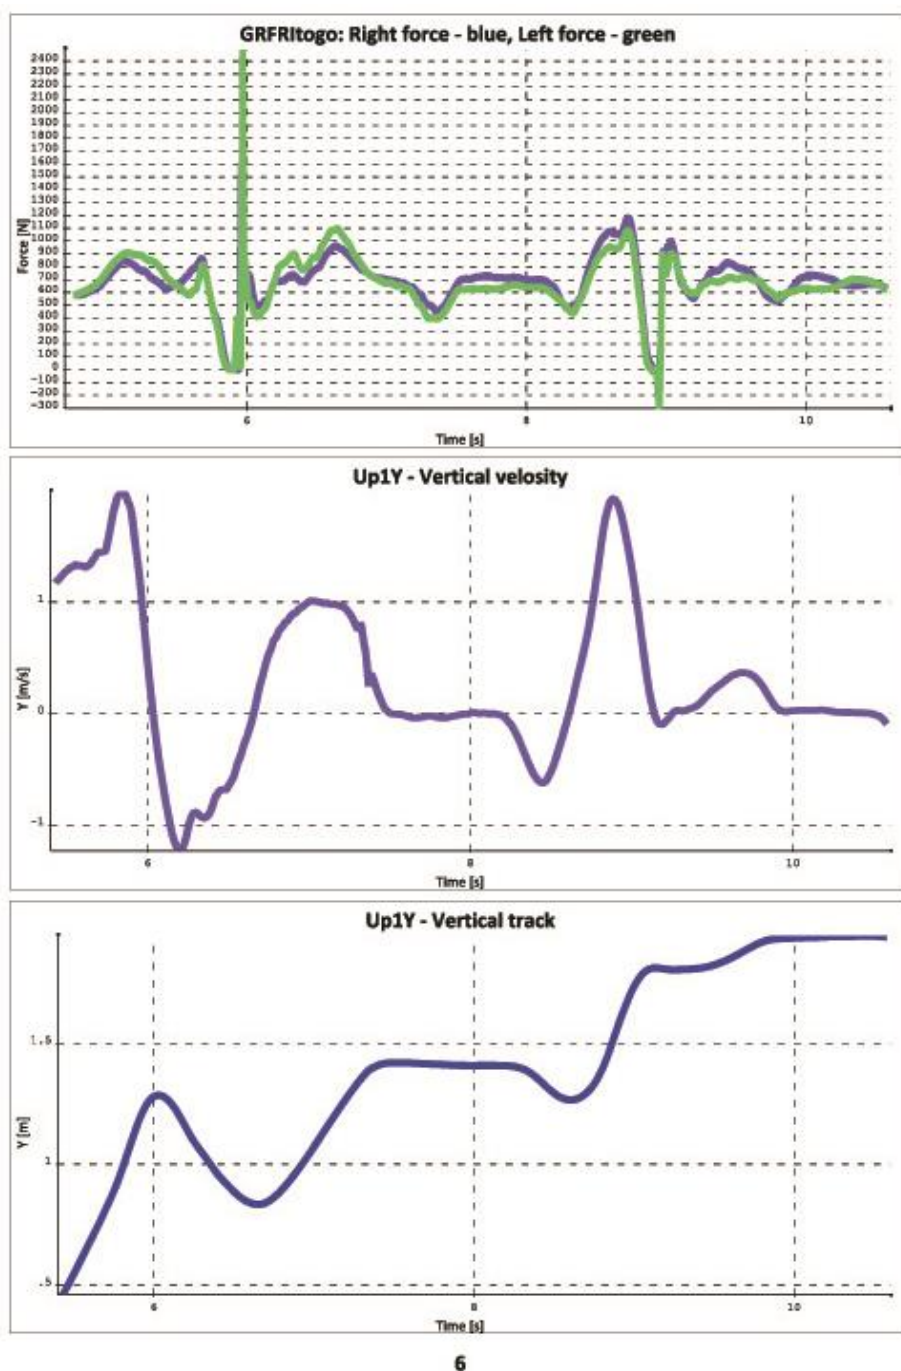 GRFRItogo: Right force - blue, Left force - green
2400
2200
2100
2000
1900
1800
1700
1600
1500
1400
1300
1200
1100
1000
900
800
700
600
500
400
300
200
100
0
-100
-200
-300
Force [N]
6 8 10
Time [s]
Up1Y - Vertical velosity
1
0
-1
Y [m/s]
6 8 10
Time [s]
Up1Y - Vertical track
1.5
1
.5
Y [m]
6 8 10
Time [s]
6